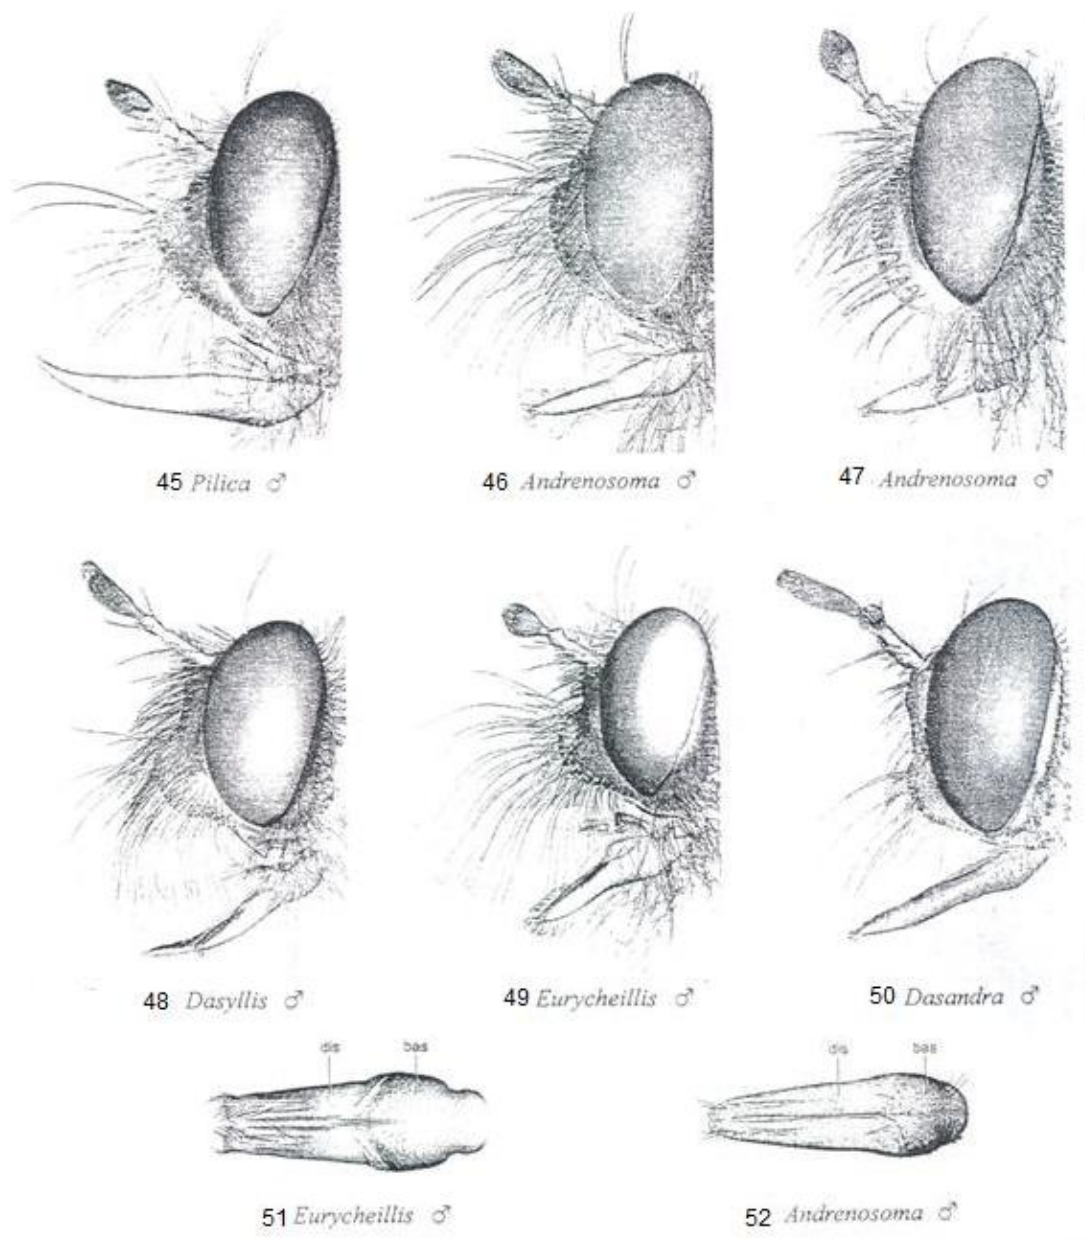 45 Pilica ♂
46 Andrenosoma ♂
47 Andrenosoma ♂
48 Dasyllis ♂
49 Eurycheillis ♂
50 Dasandra ♂
dis bas
dis bas
51 Eurycheillis ♂
52 Andrenosoma ♂